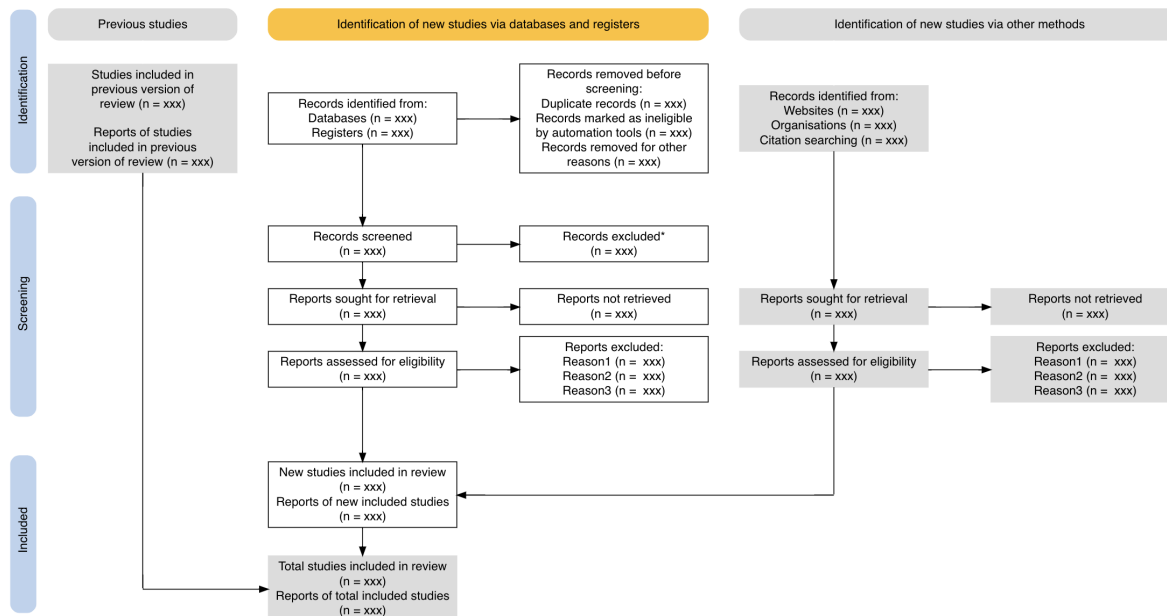 Previous studies
Identification of new studies via databases and registers
Identification of new studies via other methods
Identification
Studies included in
previous version of
review (n = xxx)
Reports of studies
included in previous
version of review (n = xxx)
Records identified from:
Databases (n = xxx)
Registers (n = xxx)
Records removed before
screening:
Duplicate records (n = xxx)
Records marked as ineligible
by automation tools (n = xxx)
Records removed for other
reasons (n = xxx)
Records identified from:
Websites (n = xxx)
Organisations (n = xxx)
Citation searching (n = xxx)
Screening
Records screened
(n = xxx)
Records excluded*
(n = xxx)
Reports sought for retrieval
(n = xxx)
Reports not retrieved
(n = xxx)
Reports sought for retrieval
(n = xxx)
Reports not retrieved
(n = xxx)
Reports assessed for eligibility
(n = xxx)
Reports excluded:
Reason1 (n =  xxx)
Reason2 (n =  xxx)
Reason3 (n =  xxx)
Reports assessed for eligibility
(n = xxx)
Reports excluded:
Reason1 (n =  xxx)
Reason2 (n =  xxx)
Reason3 (n =  xxx)
Included
New studies included in review
(n = xxx)
Reports of new included studies
(n = xxx)
Total studies included in review
(n = xxx)
Reports of total included studies
(n = xxx)